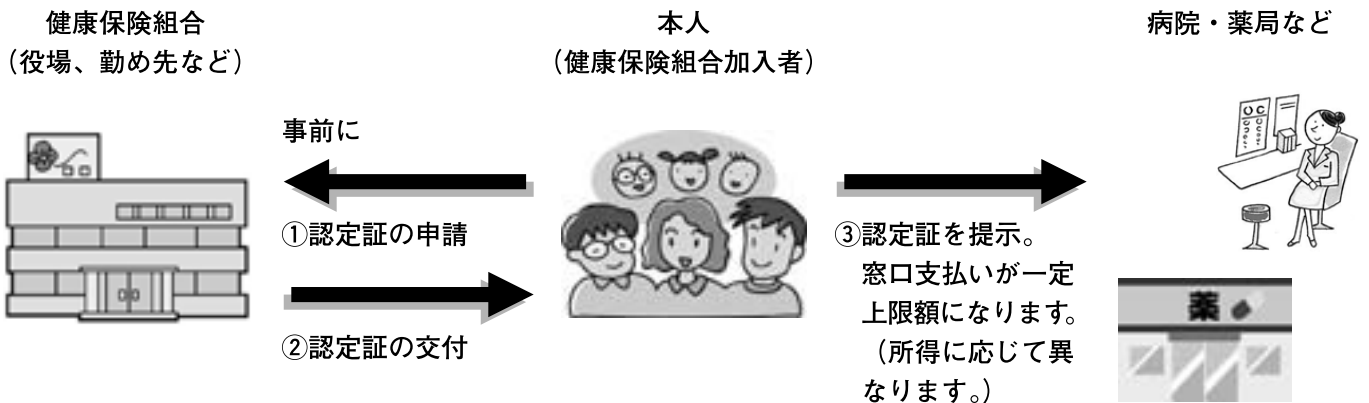 健康保険組合
（役場、勤め先など）
本人
（健康保険組合加入者）
病院・薬局など
事前に
①認定証の申請
②認定証の交付
③認定証を提示。
窓口支払いが一定
上限額になります。
（所得に応じて異
なります。）
薬